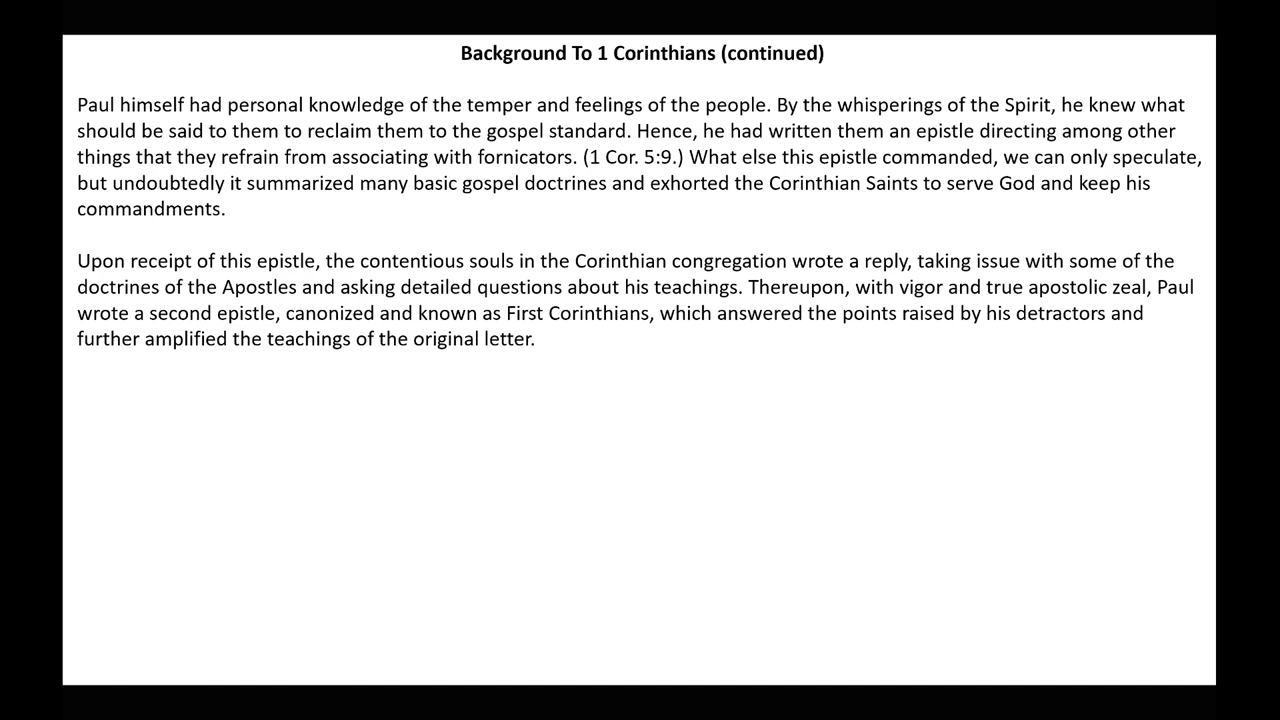 Background To 1 Corinthians (continued)
Paul himself had personal knowledge of the temper and feelings of the people. By the whisperings of the Spirit, he knew what
should be said to them to reclaim them to the gospel standard. Hence, he had written them an epistle directing among other
things that they refrain from associating with fornicators. (1 Cor. 5:9.) What else this epistle commanded, we can only speculate,
but undoubtedly it summarized many basic gospel doctrines and exhorted the Corinthian Saints to serve God and keep his
commandments.
Upon receipt of this epistle, the contentious souls in the Corinthian congregation wrote a reply, taking issue with some of the
doctrines of the Apostles and asking detailed questions about his teachings. Thereupon, with vigor and true apostolic zeal, Paul
wrote a second epistle, canonized and known as First Corinthians, which answered the points raised by his detractors and
further amplified the teachings of the original letter.